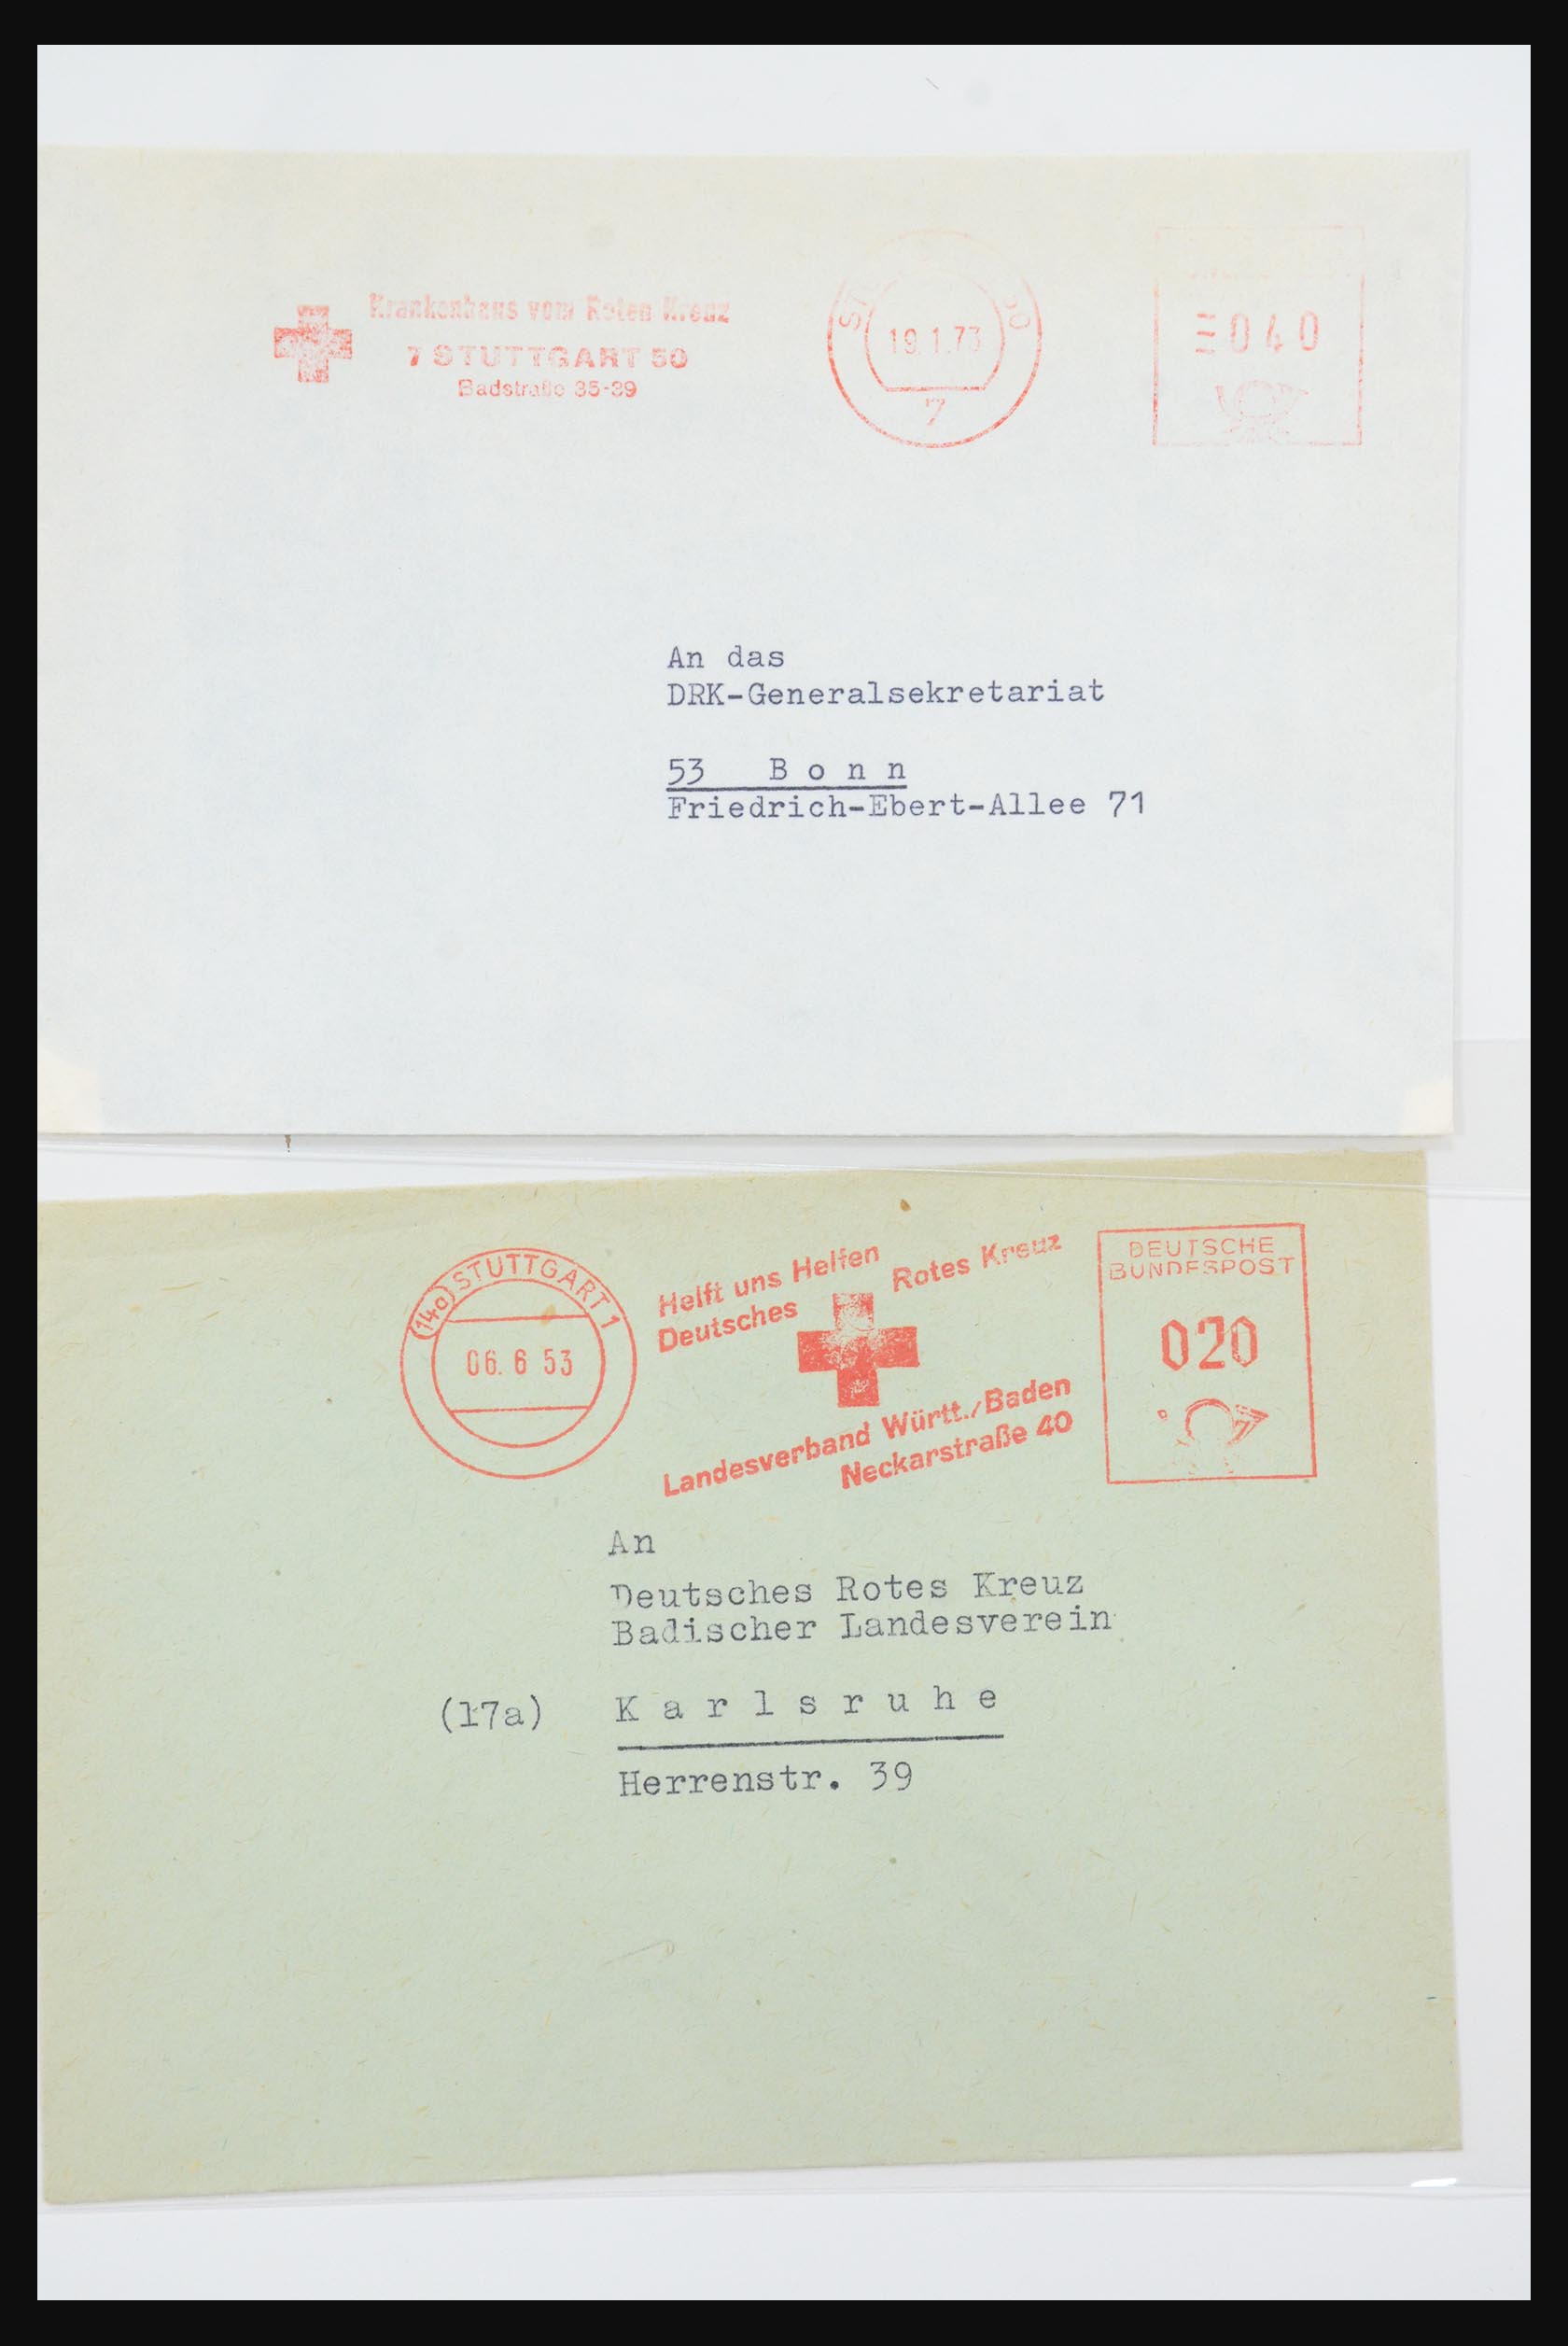 Krankenhaus vom Roten Kreuz
7 STUTTGART 50
Badstraße 35-39
19.1.73
7
040
An das
DRK-Generalsekretariat
53 B o n n
Friedrich-Ebert-Allee 71
(14a) STUTTGART 1
06. 6 53
Helft uns Helfen
Deutsches Rotes Kreuz
Landesverband Württ./Baden
Neckarstraße 40
DEUTSCHE
BUNDESPOST
020
An
Deutsches Rotes Kreuz
Badischer Landesverein
(17a) K a r l s r u h e
Herrenstr. 39